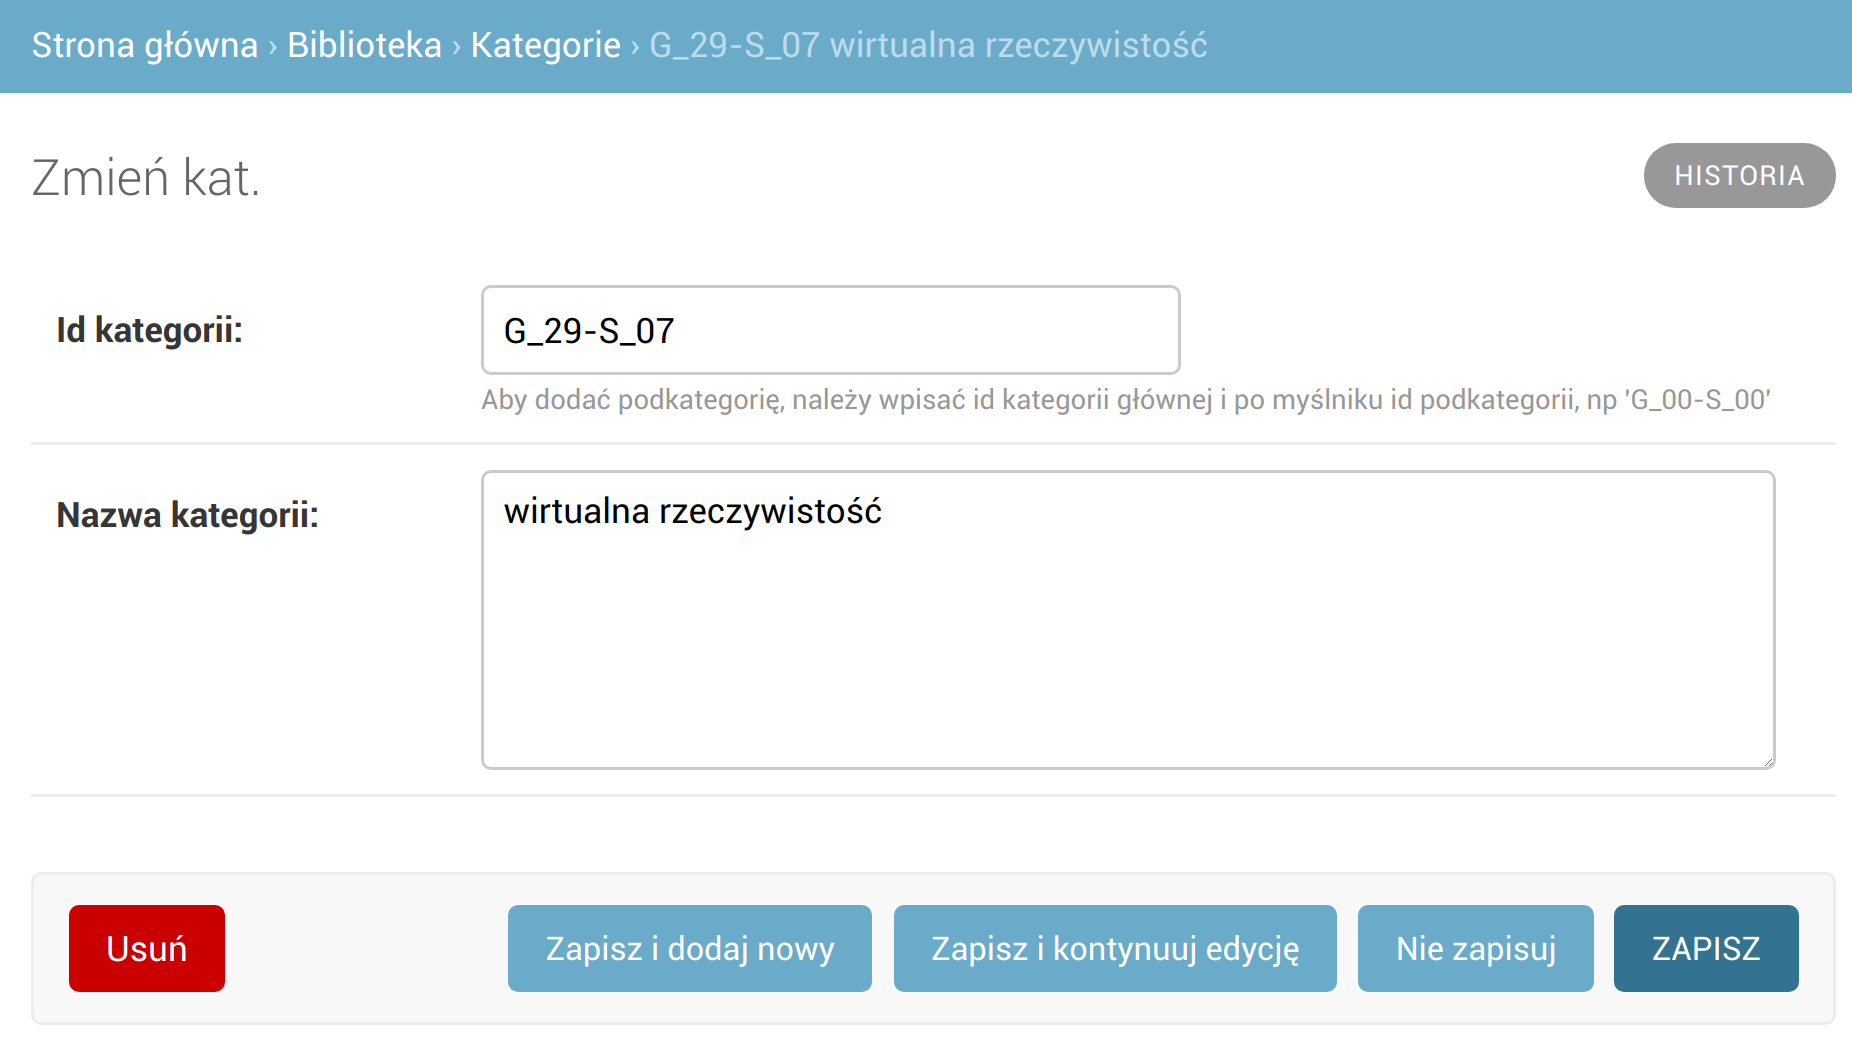 Strona główna › Biblioteka › Kategorie › G_29-S_07 wirtualna rzeczywistość
Zmień kat.
HISTORIA
Id kategorii:
G_29-S_07
Aby dodać podkategorię, należy wpisać id kategorii głównej i po myślniku id podkategorii, np 'G_00-S_00'
Nazwa kategorii:
wirtualna rzeczywistość
Usuń
Zapisz i dodaj nowy
Zapisz i kontynuuj edycję
Nie zapisuj
ZAPISZ